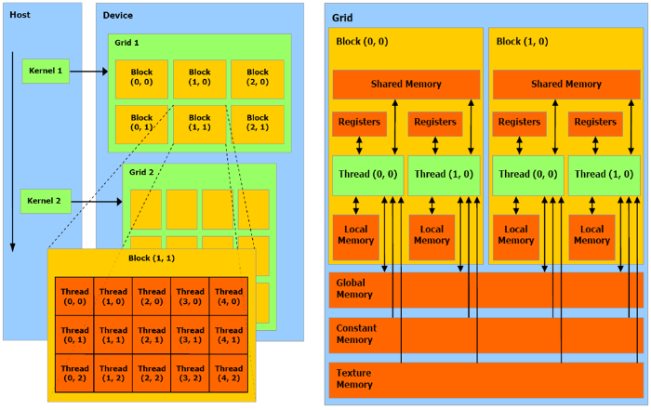 Host
Device
Grid 1
Kernel 1
Block
(0, 0)
Block
(1, 0)
Block
(2, 0)
Block
(0, 1)
Block
(1, 1)
Block
(2, 1)
Grid 2
Kernel 2
Block (1, 1)
Thread
(0, 0)
Thread
(1, 0)
Thread
(2, 0)
Thread
(3, 0)
Thread
(4, 0)
Thread
(0, 1)
Thread
(1, 1)
Thread
(2, 1)
Thread
(3, 1)
Thread
(4, 1)
Thread
(0, 2)
Thread
(1, 2)
Thread
(2, 2)
Thread
(3, 2)
Thread
(4, 2)
Grid
Block (0, 0)
Shared Memory
Registers
Registers
Thread (0, 0)
Thread (1, 0)
Local
Memory
Local
Memory
Block (1, 0)
Shared Memory
Registers
Registers
Thread (0, 0)
Thread (1, 0)
Local
Memory
Local
Memory
Global
Memory
Constant
Memory
Texture
Memory